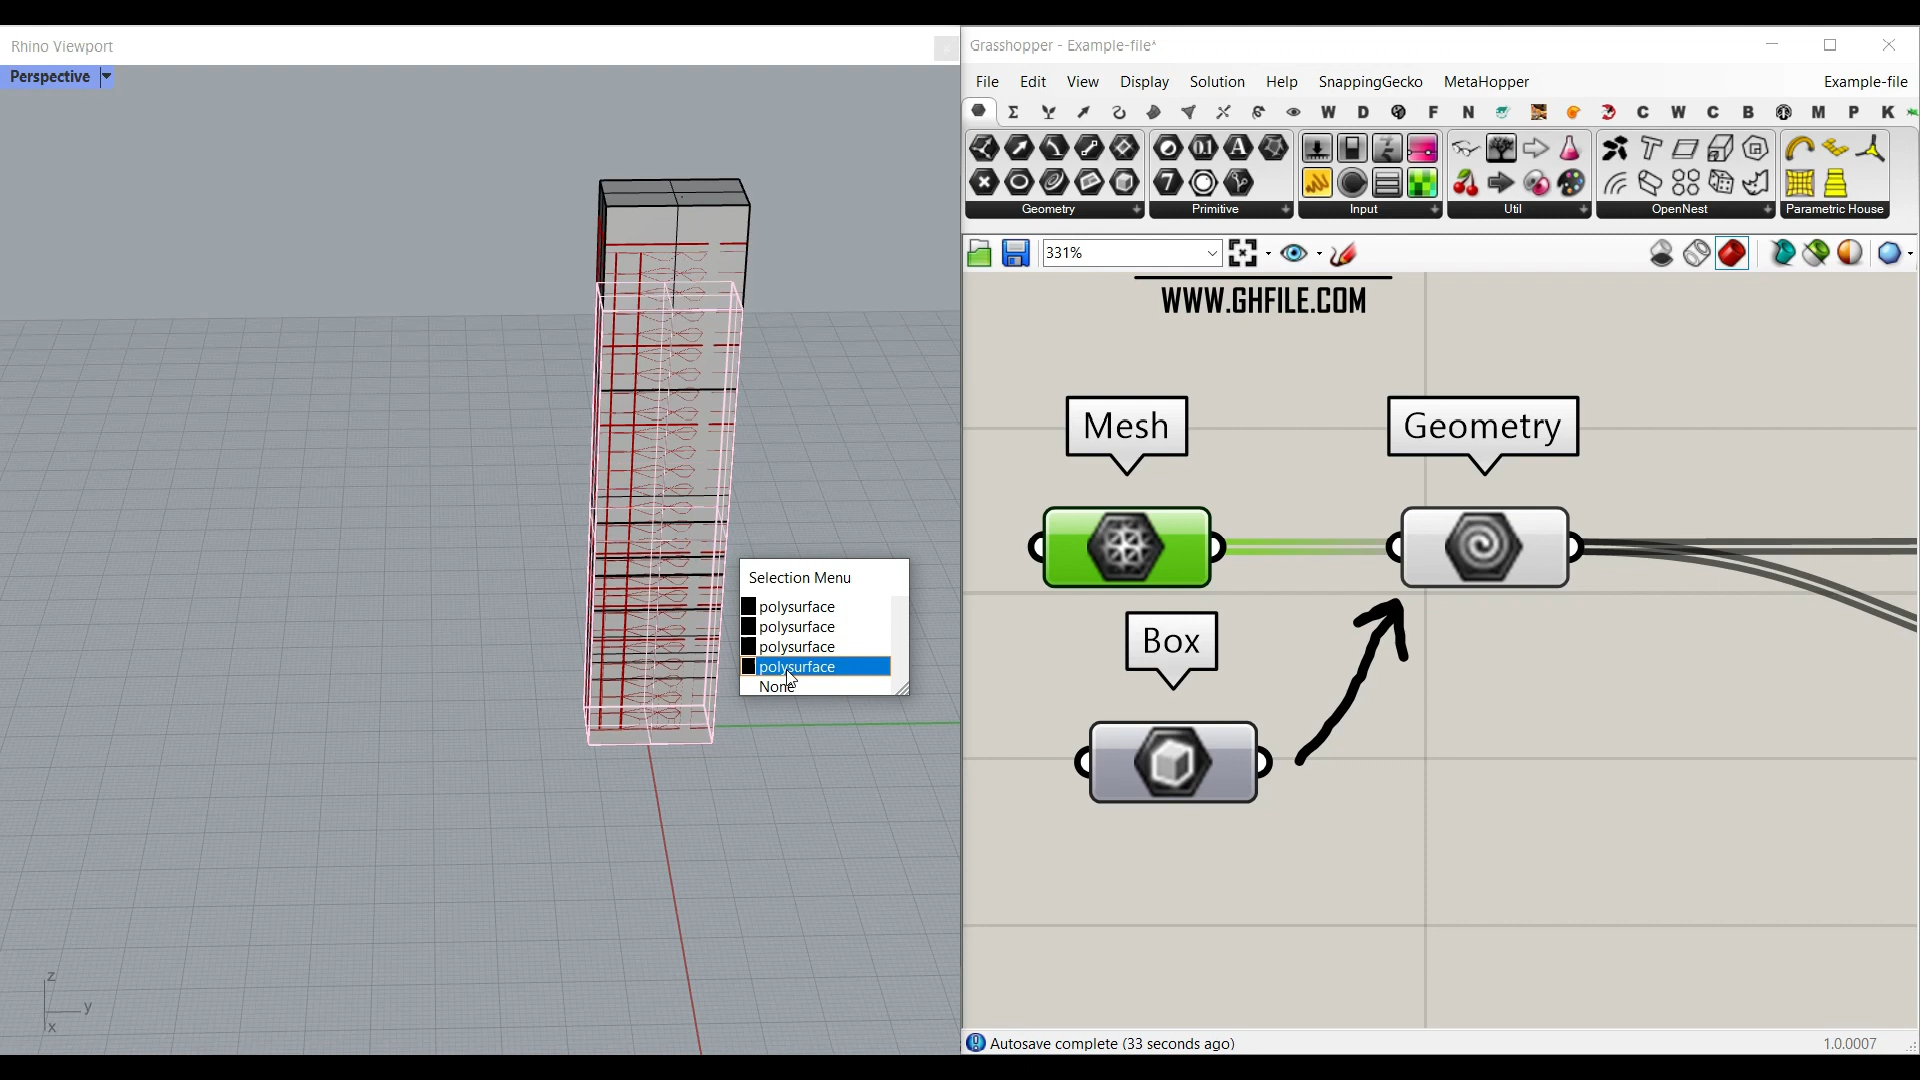 Rhino Viewport
Perspective
Selection Menu
polysurface
polysurface
polysurface
polysurface
None
z
y
x
Grasshopper - Example-file*
File Edit View Display Solution Help SnappingGecko MetaHopper Example-file
W D F N C W C B M P K
Geometry Primitive Input Util OpenNest Parametric House
331%
WWW.GHFILE.COM
Mesh
Geometry
Box
Autosave complete (33 seconds ago)
1.0.0007